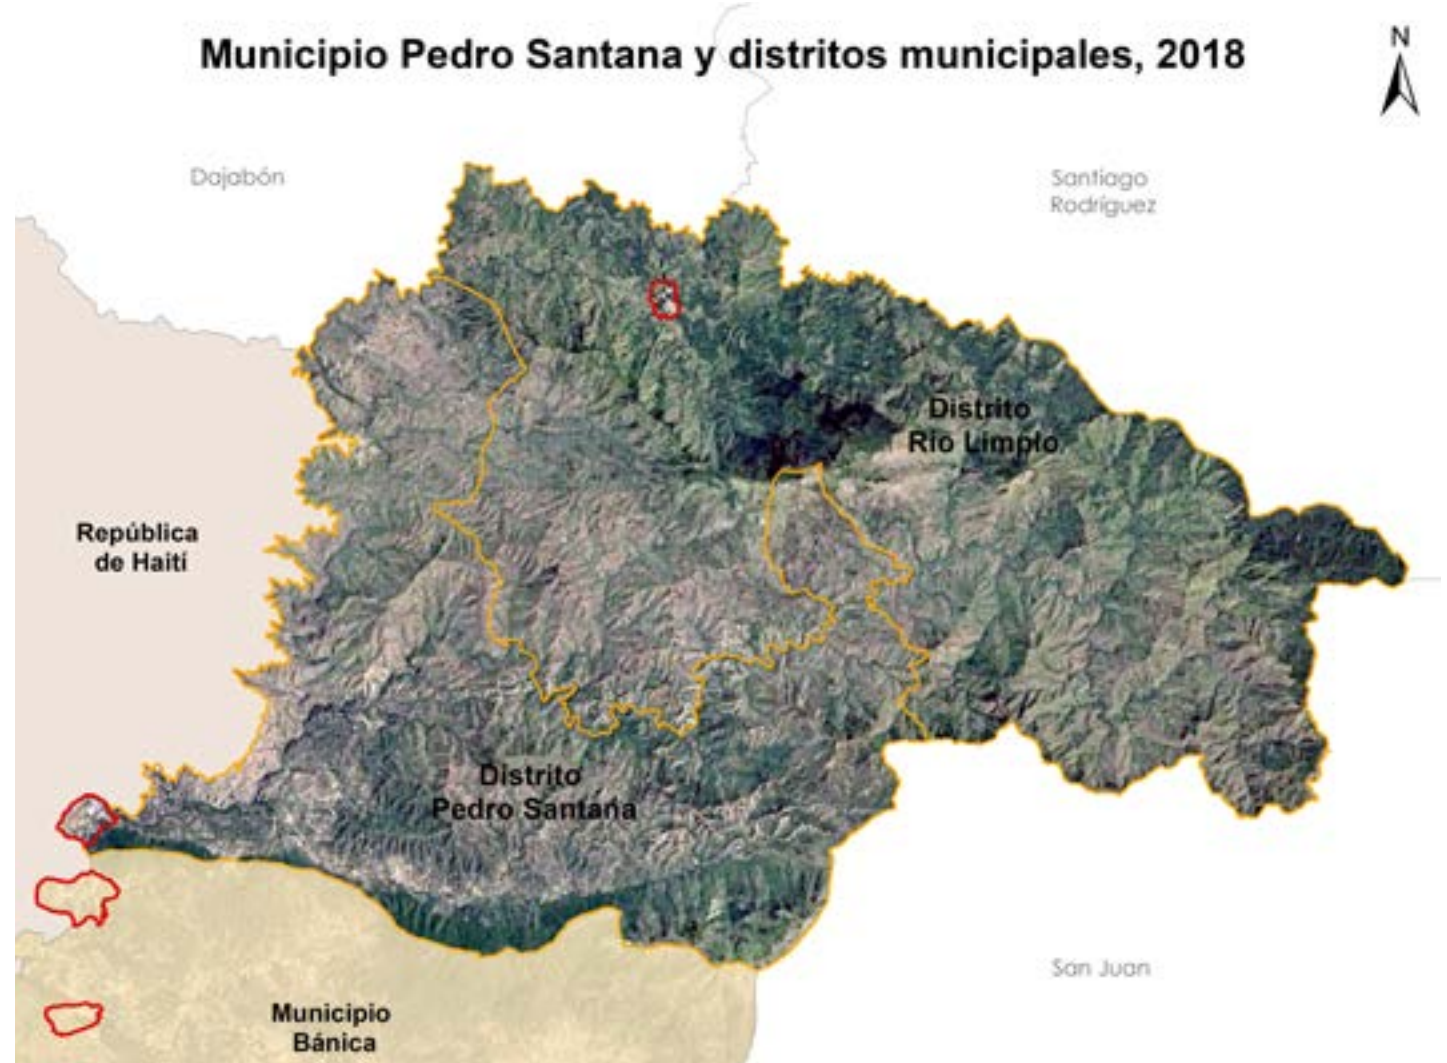 Municipio Pedro Santana y distritos municipales, 2018
N
Dajabón
Santiago
Rodríguez
Distrito
Río Limpio
República
de Haití
Distrito
Pedro Santana
San Juan
Municipio
Bánica